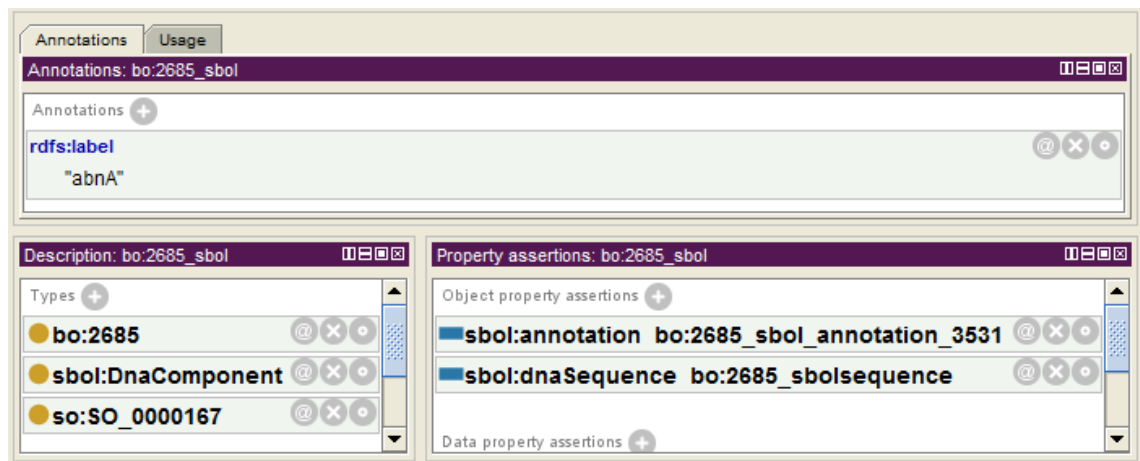 Annotations Usage
Annotations: bo:2685_sbol
Annotations
rdfs:label
"abnA"
Description: bo:2685_sbol
Types
bo:2685
sbol:DnaComponent
so:SO_0000167
Property assertions: bo:2685_sbol
Object property assertions
sbol:annotation bo:2685_sbol_annotation_3531
sbol:dnaSequence bo:2685_sbolsequence
Data property assertions